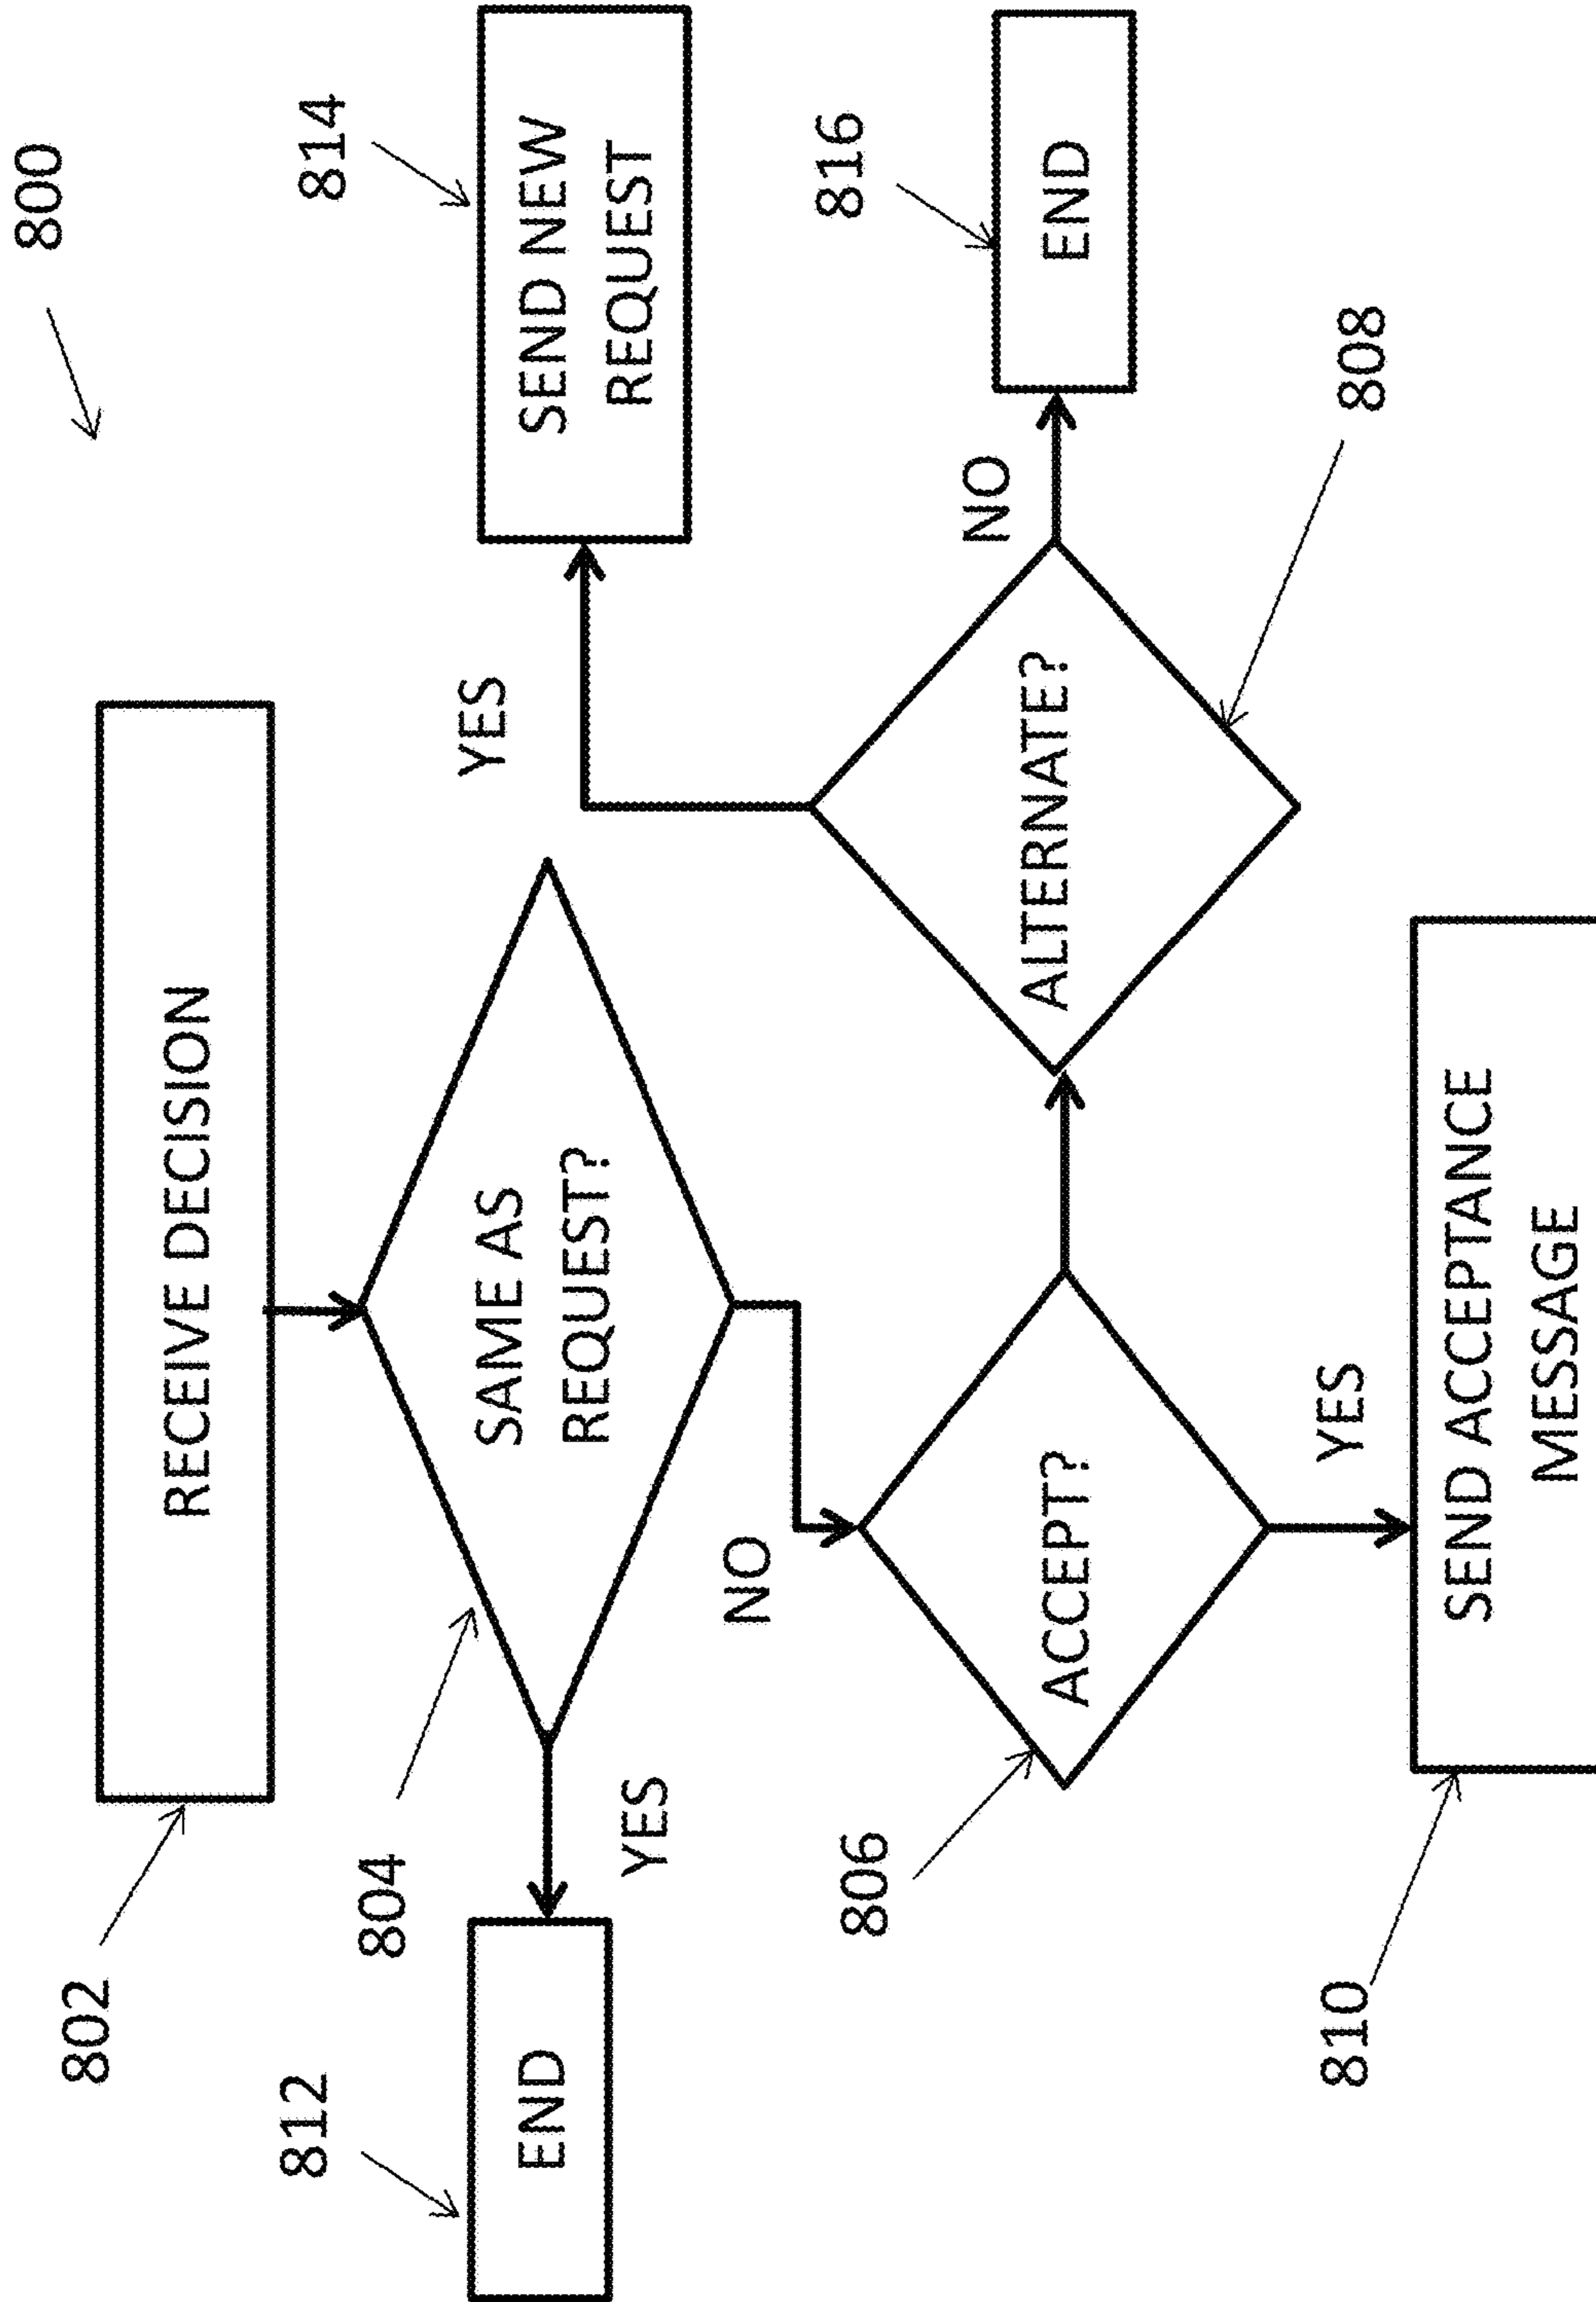 800
802
RECEIVE DECISION
804
812
814
END
YES
SAME AS
REQUEST?
YES
SEND NEW
REQUEST
NO
806
ACCEPT?
ALTERNATE?
NO
816
END
808
YES
810
SEND ACCEPTANCE
MESSAGE